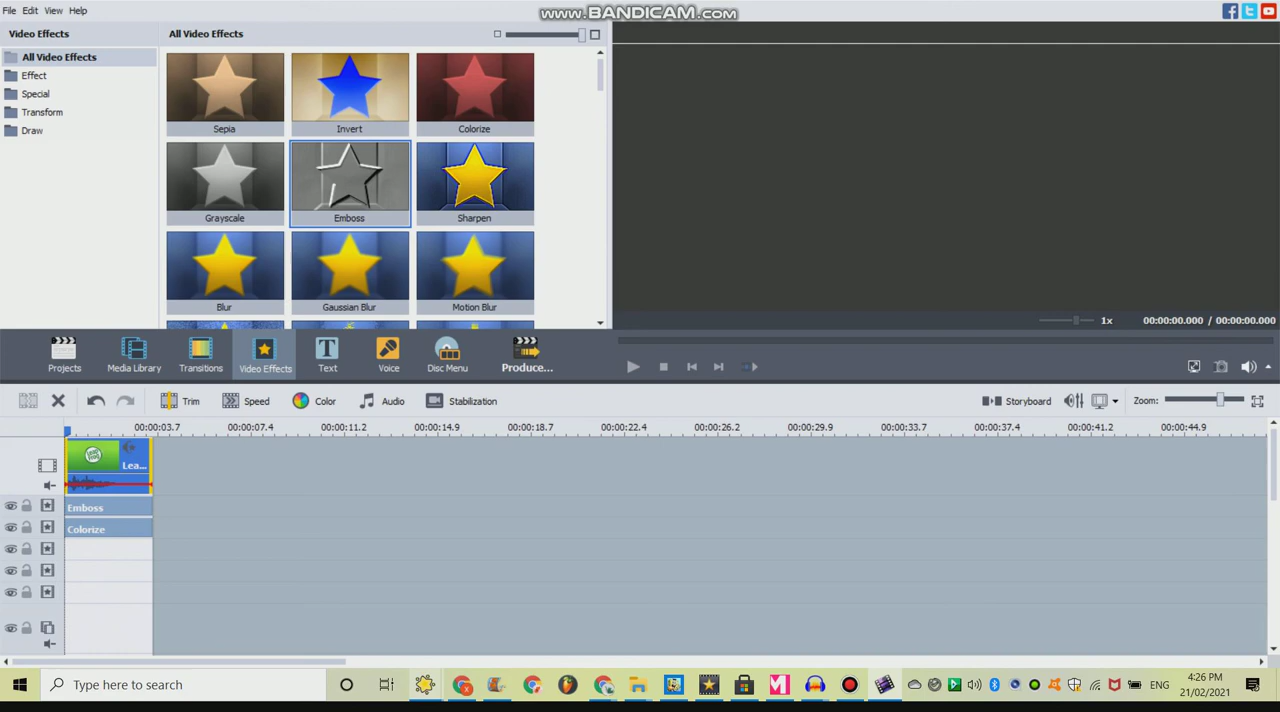 File Edit View Help
www.BANDICAM.com
Video Effects
All Video Effects
All Video Effects
Effect
Special
Transform
Draw
Sepia
Invert
Colorize
Grayscale
Emboss
Sharpen
Blur
Gaussian Blur
Motion Blur
1x
00:00:00.000 / 00:00:00.000
Projects
Media Library
Transitions
Video Effects
Text
Voice
Disc Menu
Produce...
Trim
Speed
Color
Audio
Stabilization
Storyboard
Zoom:
00:00:03.7 00:00:07.4 00:00:11.2 00:00:14.9 00:00:18.7 00:00:22.4 00:00:26.2 00:00:29.9 00:00:33.7 00:00:37.4 00:00:41.2 00:00:44.9
Lea...
Emboss
Colorize
Type here to search
ENG
4:26 PM
21/02/2021